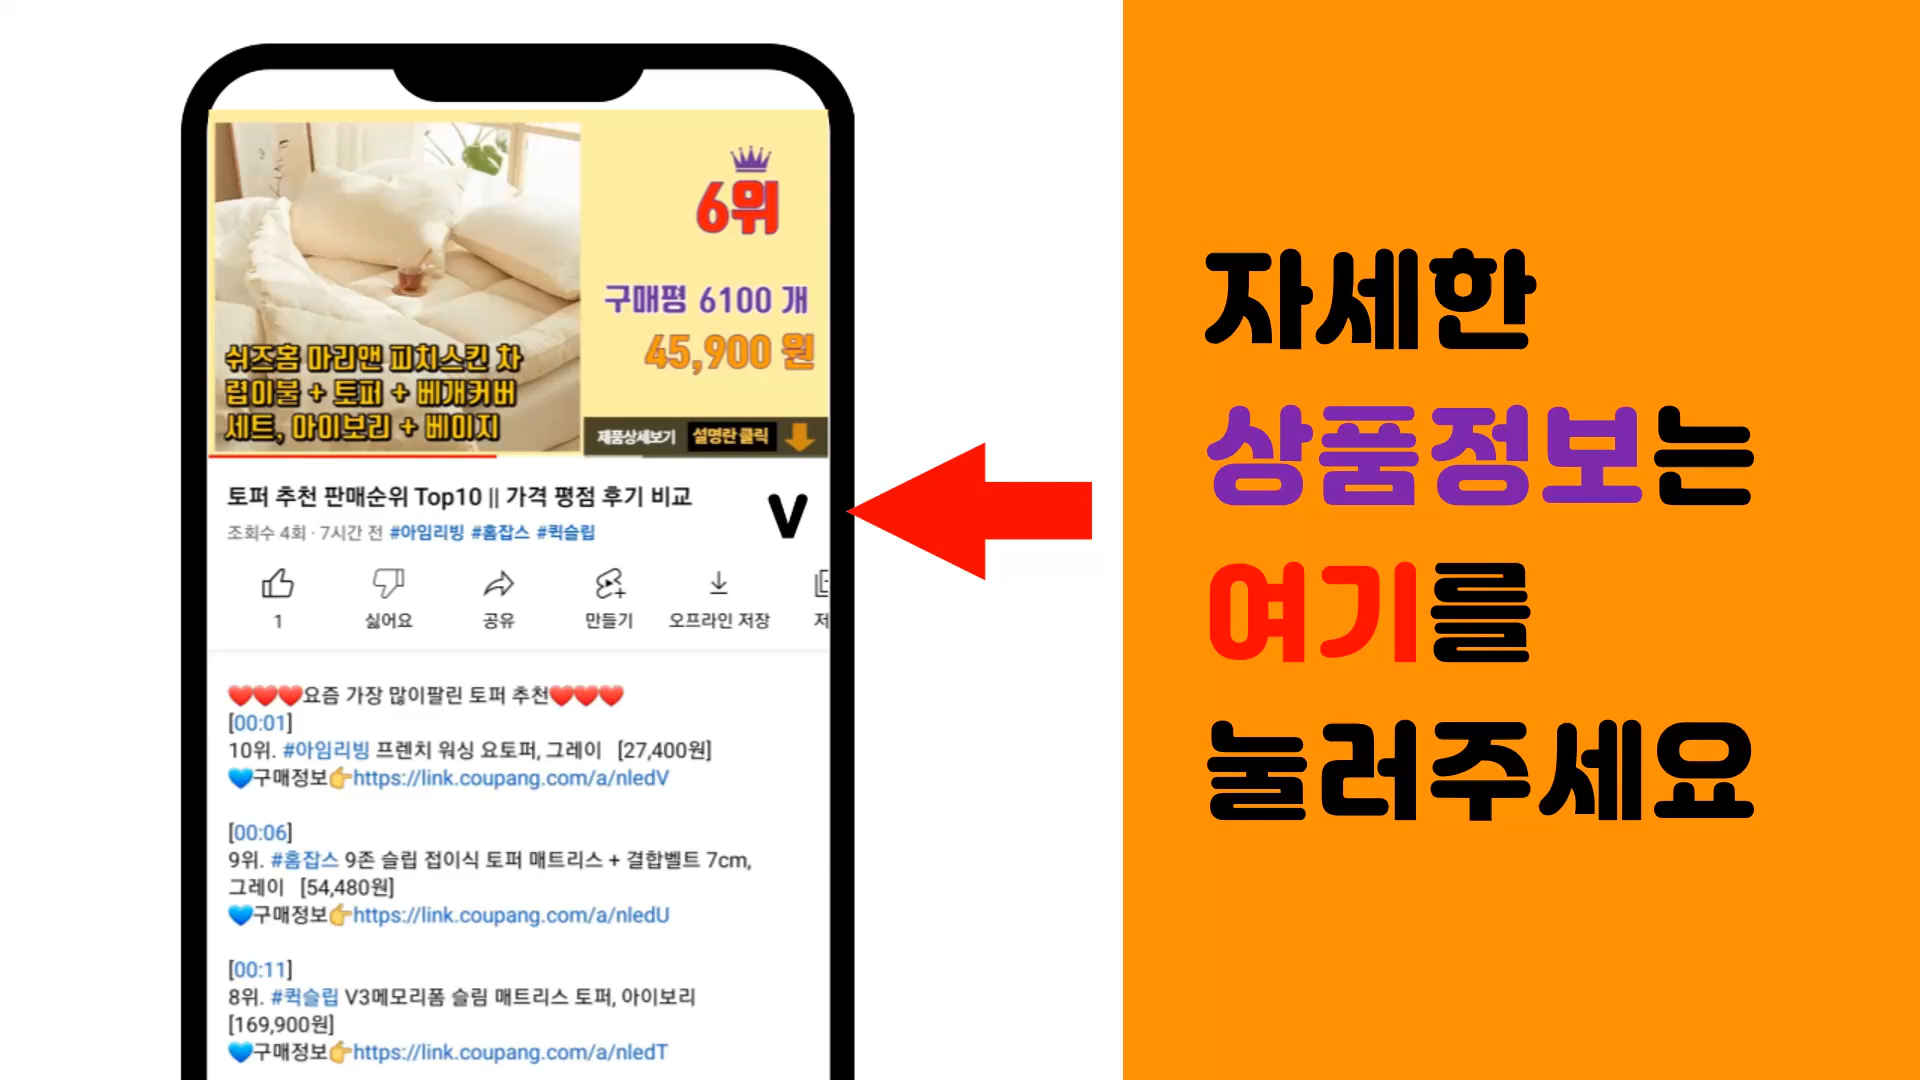 6위
구매평 6100 개
45,900 원
쉬즈홈 마리앤 피치스킨 차
렵이불 + 토퍼 + 베개커버
세트, 아이보리 + 베이지
제품상세보기 설명란 클릭
토퍼 추천 판매순위 Top10 || 가격 평점 후기 비교
V
조회수 4회 · 7시간 전 #아임리빙 #홈잡스 #퀵슬립
1 싫어요 공유 만들기 오프라인 저장 저
❤️❤️❤️요즘 가장 많이팔린 토퍼 추천❤️❤️❤️
[00:01]
10위. #아임리빙 프렌치 워싱 요토퍼, 그레이 [27,400원]
💙구매정보👉https://link.coupang.com/a/nledV
[00:06]
9위. #홈잡스 9존 슬립 접이식 토퍼 매트리스 + 결합벨트 7cm,
그레이 [54,480원]
💙구매정보👉https://link.coupang.com/a/nledU
[00:11]
8위. #퀵슬립 V3메모리폼 슬림 매트리스 토퍼, 아이보리
[169,900원]
💙구매정보👉https://link.coupang.com/a/nledT
자세한
상품정보는
여기를
눌러주세요